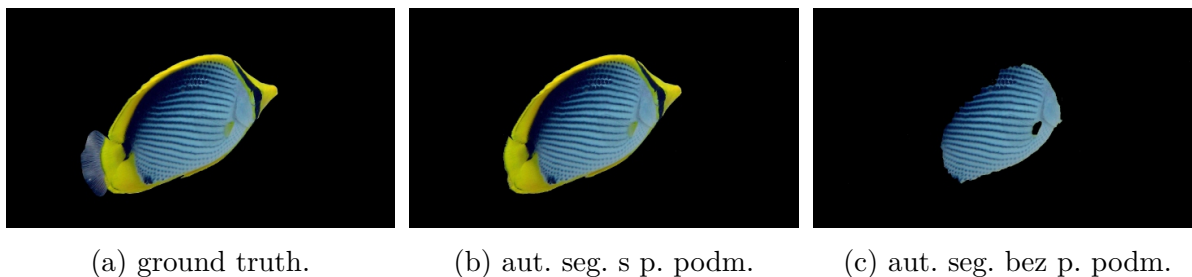 (a) ground truth.
(b) aut. seg. s p. podm.
(c) aut. seg. bez p. podm.